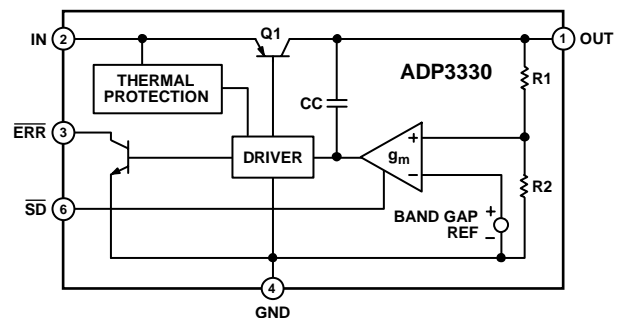 Q1
IN 2
1 OUT
THERMAL
PROTECTION
ADP3330
R1
CC
ERR 3
DRIVER
+
gm
−
R2
SD 6
BAND GAP +
REF −
4
GND